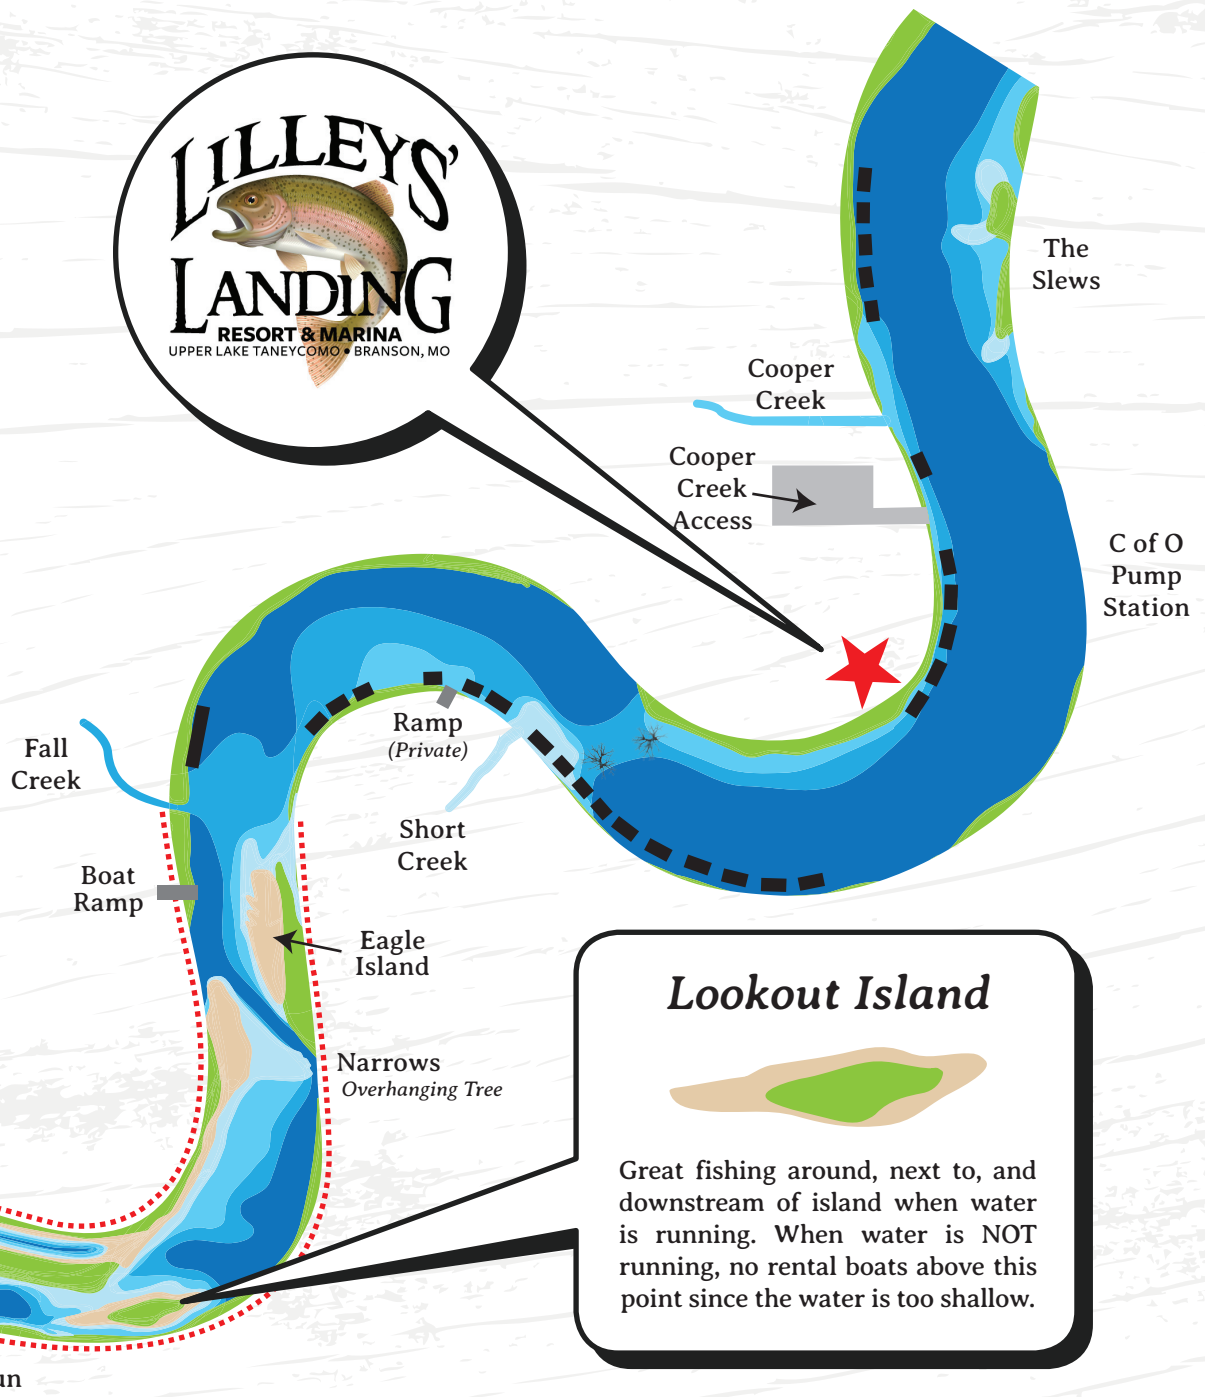 LILLEYS'
LANDING
RESORT & MARINA
UPPER LAKE TANEYCOMO • BRANSON, MO
The
Slews
Cooper
Creek
Cooper
Creek
Access
C of O
Pump
Station
Ramp
(Private)
Fall
Creek
Short
Creek
Boat
Ramp
Eagle
Island
Narrows
Overhanging Tree
Lookout Island
Great fishing around, next to, and
downstream of island when water
is running. When water is NOT
running, no rental boats above this
point since the water is too shallow.